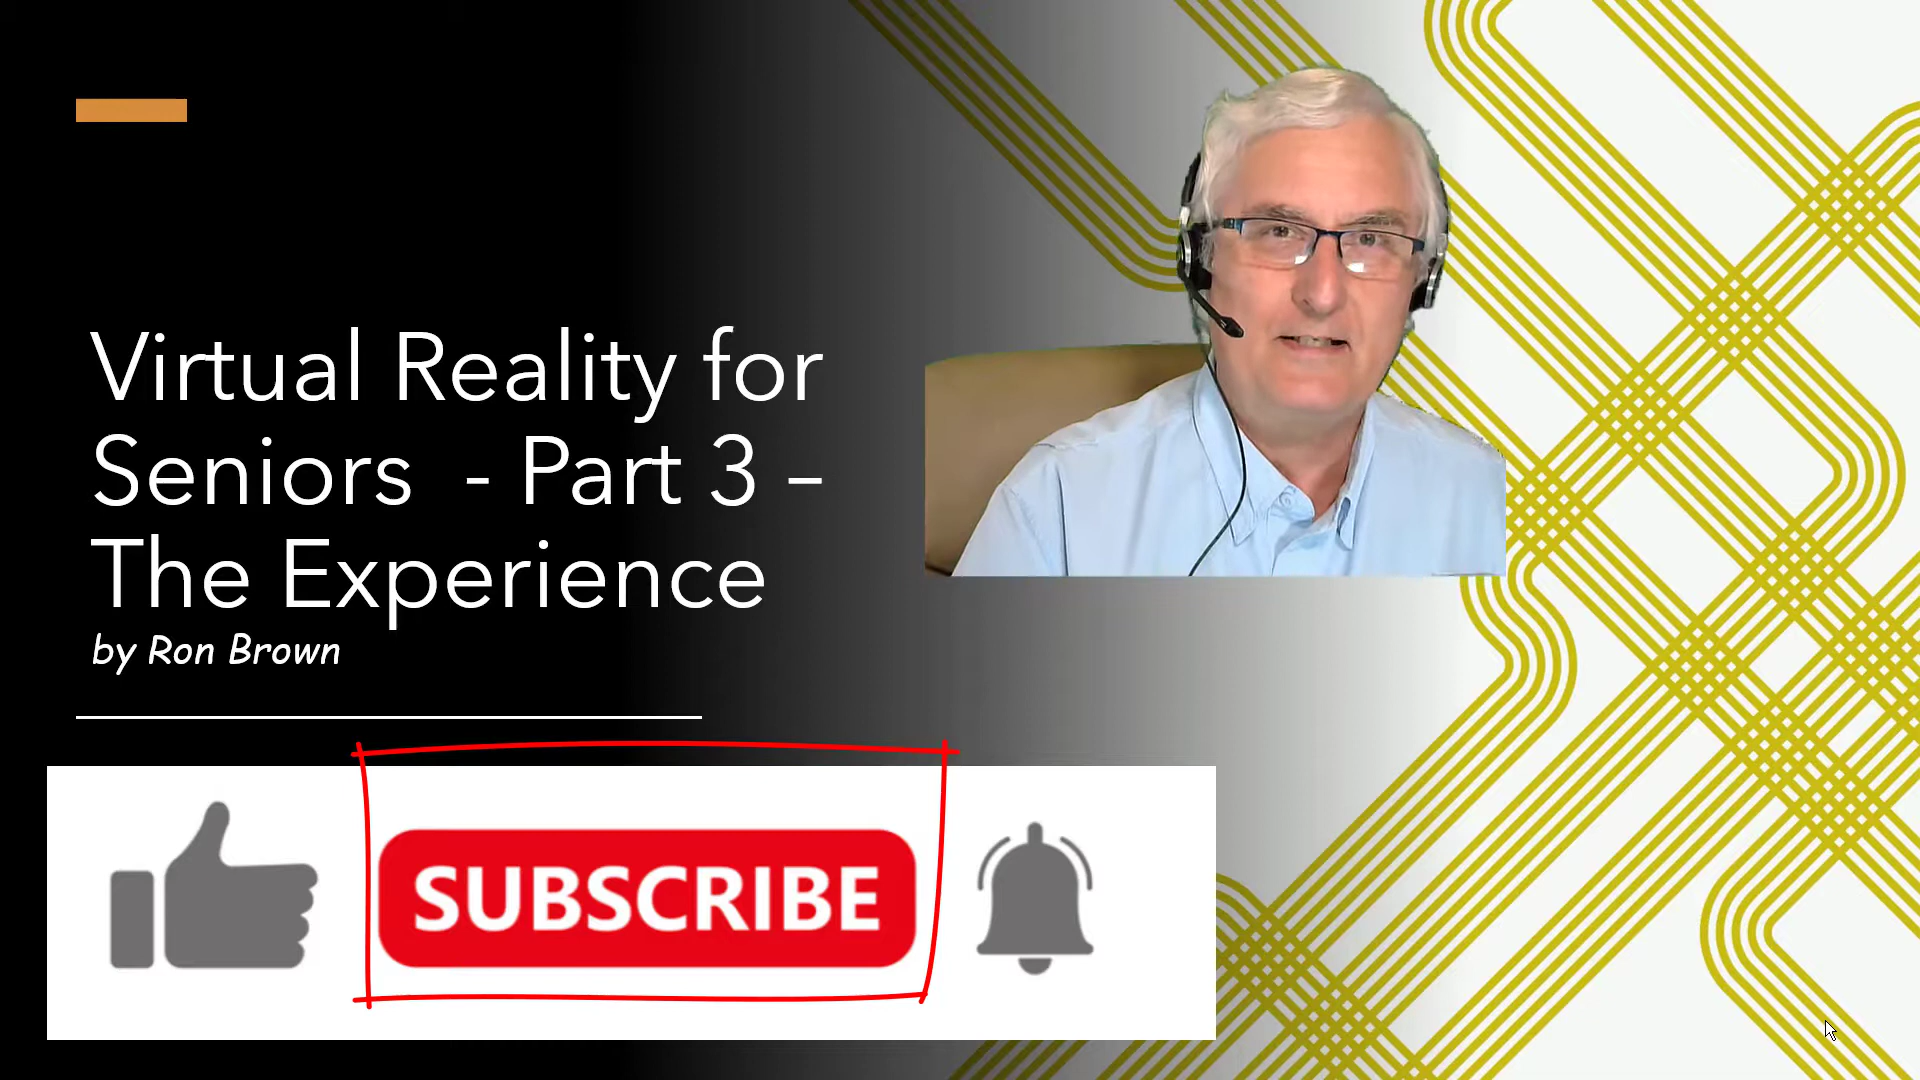 Virtual Reality for
Seniors - Part 3 –
The Experience
by Ron Brown
SUBSCRIBE